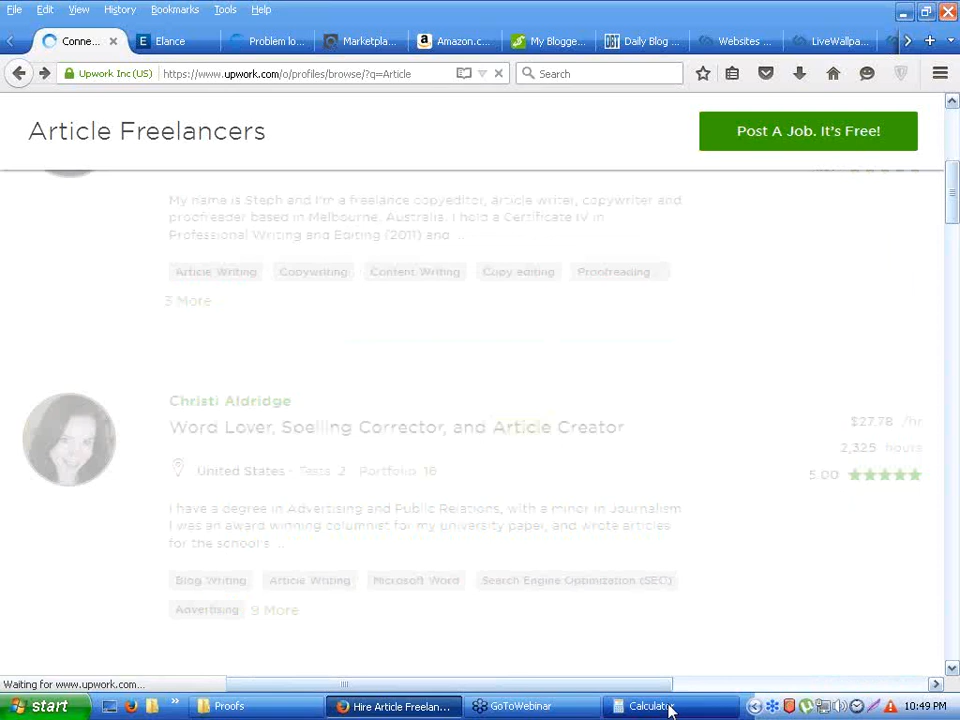 File Edit View History Bookmarks Tools Help
Conne... Elance Problem lo... Marketpla... Amazon.c... My Blogge... Daily Blog ... Websites ... LiveWallpa...
Upwork Inc (US) https://www.upwork.com/o/profiles/browse/?q=Article Search
Article Freelancers Post A Job. It's Free!
My name is Steph and I'm a freelance copyeditor, article writer, copywriter and
proofreader based in Melbourne, Australia. I hold a Certificate IV in
Professional Writing and Editing (2011) and ...
Article Writing Copywriting Content Writing Copy editing Proofreading
3 More
Christi Aldridge
Word Lover, Spelling Corrector, and Article Creator
$27.78 /hr
2,325 hours
United States - Tests 2 Portfolio 16
5.00
I have a degree in Advertising and Public Relations, with a minor in Journalism
I was an award winning columnist for my university paper, and wrote articles
for the school's ...
Blog Writing Article Writing Microsoft Word Search Engine Optimization (SEO)
Advertising 9 More
Waiting for www.upwork.com...
start Proofs Hire Article Freelan... GoToWebinar Calculator 10:49 PM